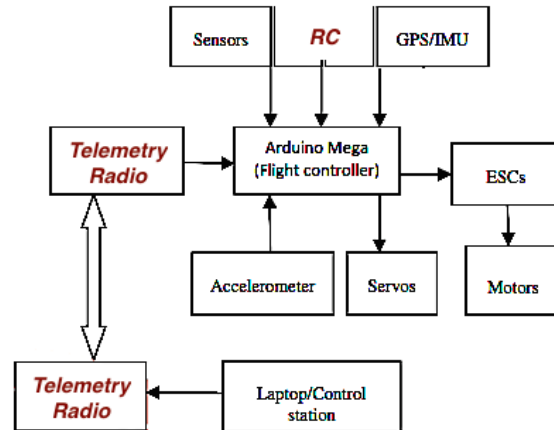 Sensors
RC
GPS/IMU
Telemetry
Radio
Arduino Mega
(Flight controller)
ESCs
Accelerometer
Servos
Motors
Telemetry
Radio
Laptop/Control
station